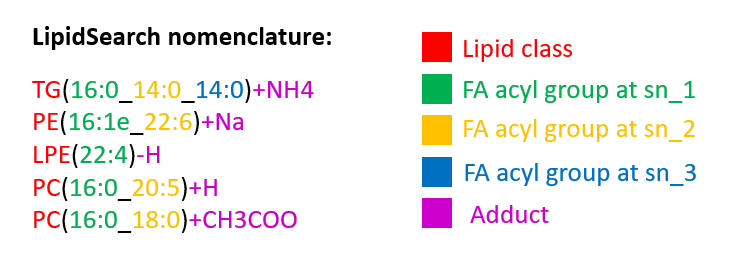 LipidSearch nomenclature:
TG(16:0_14:0_14:0)+NH4
PE(16:1e_22:6)+Na
LPE(22:4)-H
PC(16:0_20:5)+H
PC(16:0_18:0)+CH3COO
Lipid class
FA acyl group at sn_1
FA acyl group at sn_2
FA acyl group at sn_3
Adduct